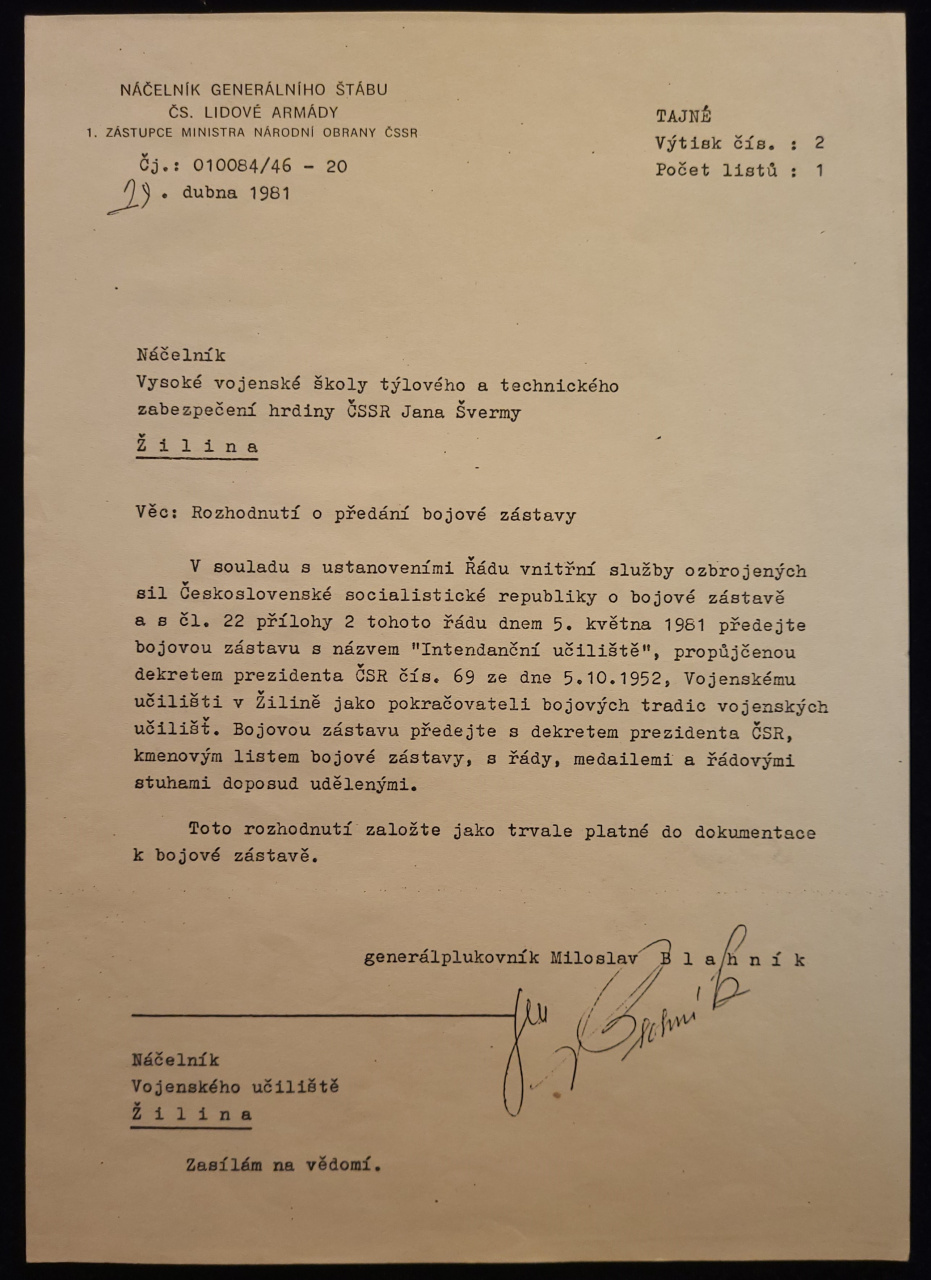 NÁČELNÍK GENERÁLNÍHO ŠTÁBU
ČS. LIDOVÉ ARMÁDY
1. ZÁSTUPCE MINISTRA NÁRODNÍ OBRANY ČSSR
Čj.: 010084/46 - 20
. dubna 1981
TAJNÉ
Výtisk čís. : 2
Počet listů : 1
Náčelník
Vysoké vojenské školy týlového a technického
zabezpečení hrdiny ČSSR Jana Švermy
Ž i l i n a
Věc: Rozhodnutí o předání bojové zástavy
V souladu s ustanoveními Řádu vnitřní služby ozbrojených
sil Československé socialistické republiky o bojové zástavě
a s čl. 22 přílohy 2 tohoto řádu dnem 5. května 1981 předejte
bojovou zástavu s názvem "Intendanční učiliště", propůjčenou
dekretem prezidenta ČSR čís. 69 ze dne 5.10.1952, Vojenskému
učilišti v Žilině jako pokračovateli bojových tradic vojenských
učilišť. Bojovou zástavu předejte s dekretem prezidenta ČSR,
kmenovým listem bojové zástavy, s řády, medailemi a řádovými
stuhami doposud udělenými.
Toto rozhodnutí založte jako trvale platné do dokumentace
k bojové zástavě.
generálplukovník Miloslav B l a h n í k
Náčelník
Vojenského učiliště
Ž i l i n a
Zasílám na vědomí.